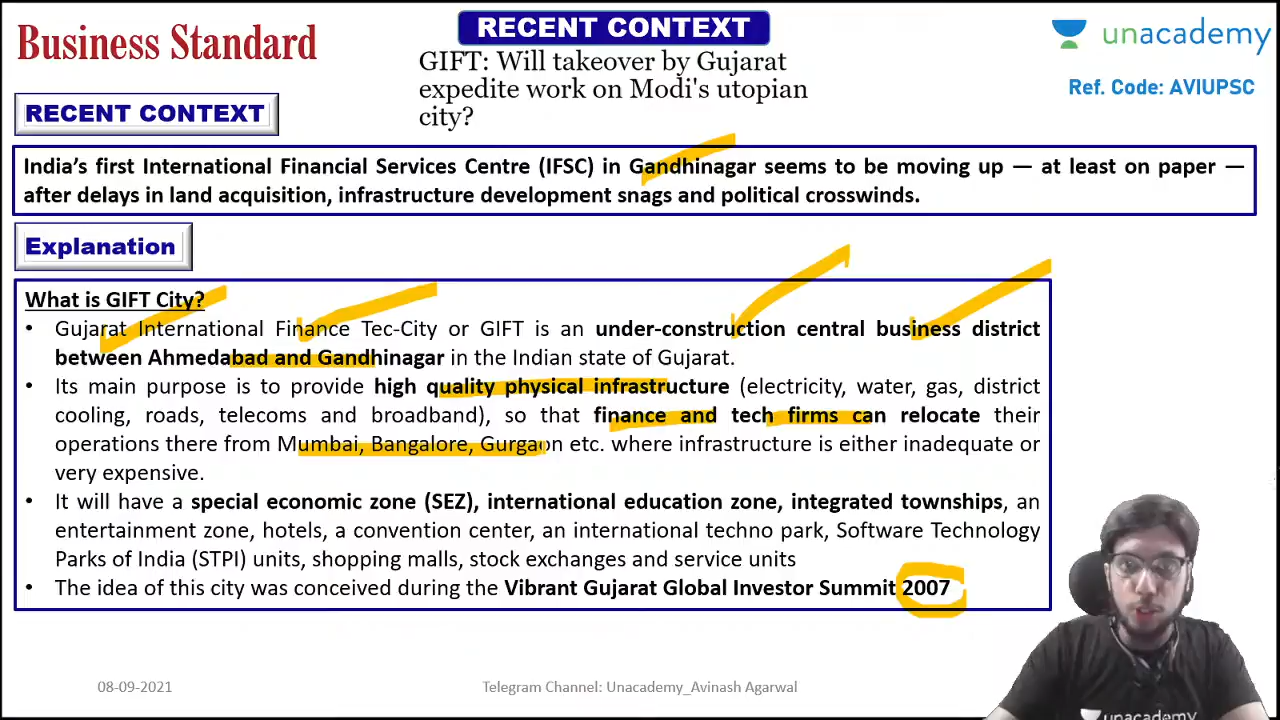 Business Standard
RECENT CONTEXT
GIFT: Will takeover by Gujarat
expedite work on Modi's utopian
city?
unacademy
Ref. Code: AVIUPSC
RECENT CONTEXT
India's first International Financial Services Centre (IFSC) in Gandhinagar seems to be moving up — at least on paper —
after delays in land acquisition, infrastructure development snags and political crosswinds.
Explanation
What is GIFT City?
• Gujarat International Finance Tec-City or GIFT is an under-construction central business district
between Ahmedabad and Gandhinagar in the Indian state of Gujarat.
• Its main purpose is to provide high quality physical infrastructure (electricity, water, gas, district
cooling, roads, telecoms and broadband), so that finance and tech firms can relocate their
operations there from Mumbai, Bangalore, Gurgaon etc. where infrastructure is either inadequate or
very expensive.
• It will have a special economic zone (SEZ), international education zone, integrated townships, an
entertainment zone, hotels, a convention center, an international techno park, Software Technology
Parks of India (STPI) units, shopping malls, stock exchanges and service units
• The idea of this city was conceived during the Vibrant Gujarat Global Investor Summit 2007
08-09-2021
Telegram Channel: Unacademy_Avinash Agarwal
unacademy